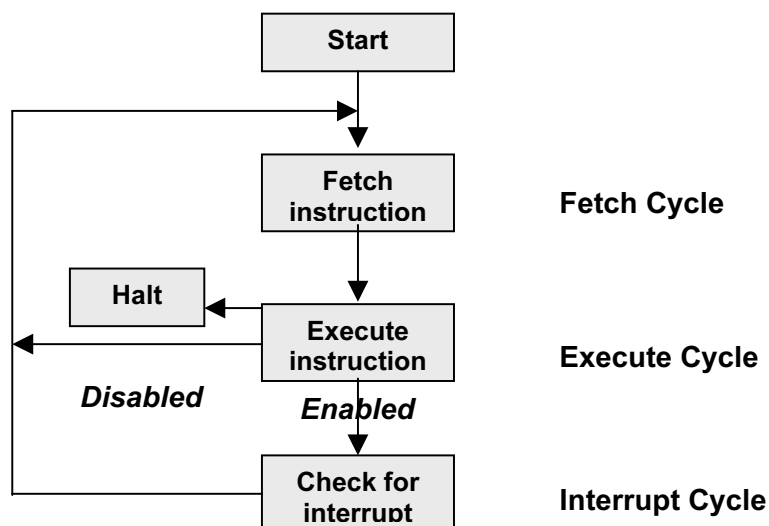 Start
Fetch
instruction
Fetch Cycle
Halt
Execute
instruction
Execute Cycle
Disabled
Enabled
Check for
interrupt
Interrupt Cycle